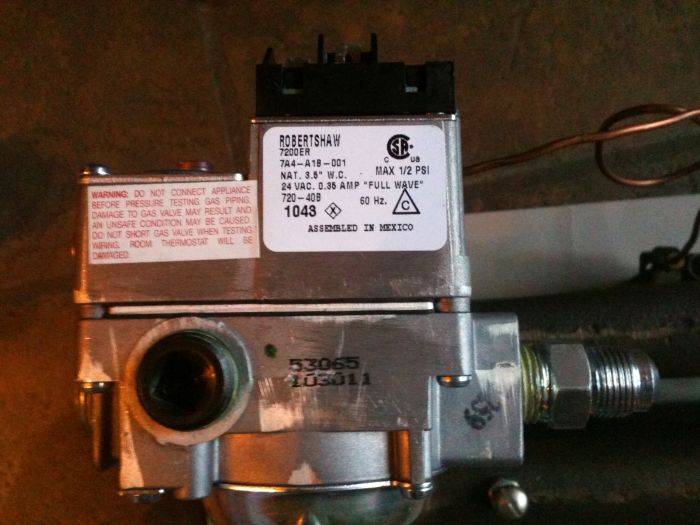 ROBERTSHAW
7200ER
7A4-A1B-001
NAT. 3.5" W.C.
24 VAC. 0.35 AMP "FULL WAVE"
720-408
1043
60 Hz.
ASSEMBLED IN MEXICO
C US
MAX 1/2 PSI
C
WARNING: DO NOT CONNECT APPLIANCE
BEFORE PRESSURE TESTING GAS PIPING,
DAMAGE TO GAS VALVE MAY RESULT AND
AN UNSAFE CONDITION MAY BE CAUSED.
DO NOT SHORT GAS VALVE WHEN TESTING
WIRING, ROOM THERMOSTAT WILL BE
DAMAGED.
53065
103011
359